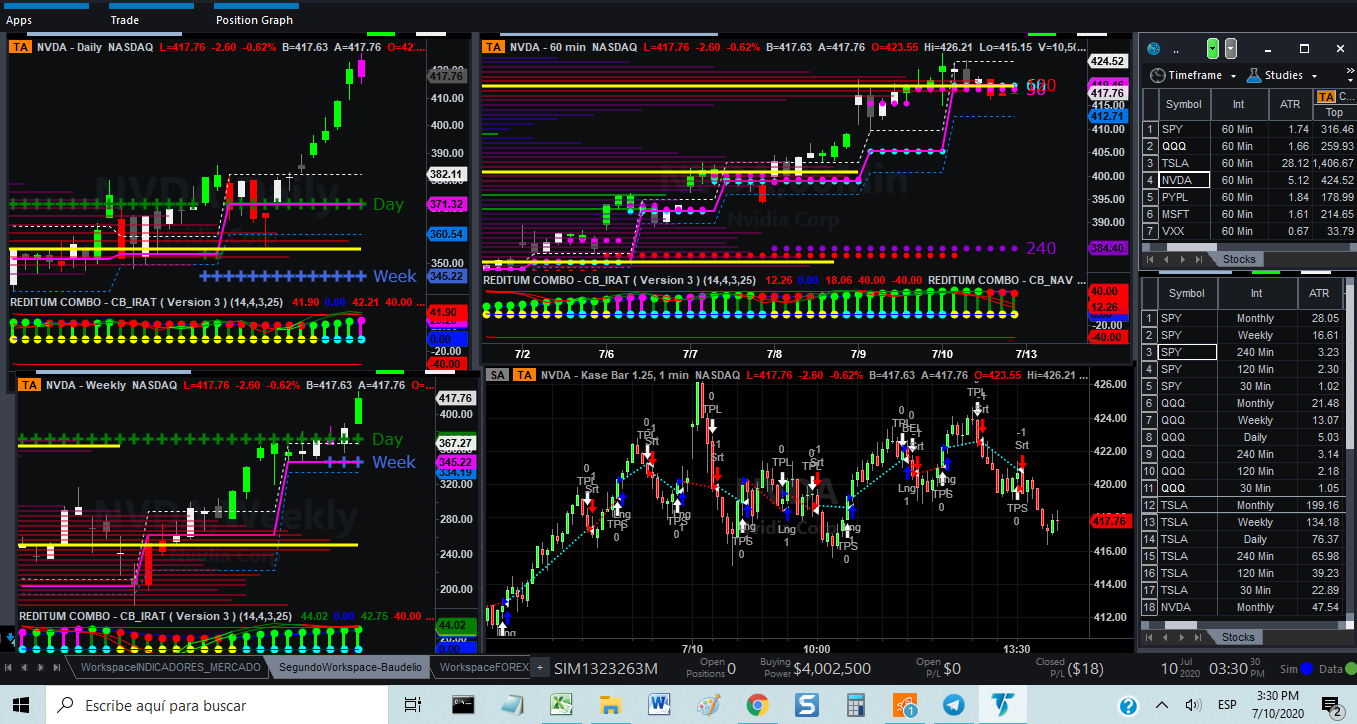 Apps Trade Position Graph
TA NVDA - Daily NASDAQ L=417.76 -2.60 -0.62% B=417.63 A=417.76 O=42...
417.76
400.00
390.00
382.11
371.32
360.54
350.00
345.22
NVDA Daily
Nvidia Corp
Day
Week
REDITUM COMBO - CB_IRAT ( Version 3 ) (14,4,3,25) 41.90 0.00 42.21 40.00 ...
41.90
0.00
-20.00
-40.00
TA NVDA - 60 min NASDAQ L=417.76 -2.60 -0.62% B=417.63 A=417.76 O=423.55 Hi=426.21 Lo=415.15 V=10,50...
424.52
417.76
415.00
412.71
410.00
405.00
400.00
395.00
390.00
384.40
Nvidia Corp
240
REDITUM COMBO - CB_IRAT ( Version 3 ) (14,4,3,25) 12.26 0.00 18.06 40.00 -40.00 REDITUM COMBO - CB_NAV ...
40.00
12.26
-20.00
-40.00
7/2 7/6 7/7 7/8 7/9 7/10 7/13
TA NVDA - Weekly NASDAQ L=417.76 -2.60 -0.62% B=417.63 A=417.76 O=...
417.76
400.00
367.27
345.22
334.19
320.00
280.00
240.00
200.00
NVDA Weekly
Nvidia Corp
Day
Week
REDITUM COMBO - CB_IRAT ( Version 3 ) (14,4,3,25) 44.02 0.00 42.75 40.00 ...
44.02
0.00
SA TA NVDA - Kase Bar 1.25, 1 min NASDAQ L=417.76 -2.60 -0.62% B=417.63 A=417.76 O=423.55 Hi=426.21 ...
426.00
424.00
422.00
420.00
417.76
416.00
414.00
412.00
NVDA
Nvidia Corp
7/10 10:00 13:30
..
Timeframe Studies
Symbol Int ATR TA C...
Top
1 SPY 60 Min 1.74 316.46
2 QQQ 60 Min 1.66 259.93
3 TSLA 60 Min 28.12 1,406.67
4 NVDA 60 Min 5.12 424.52
5 PYPL 60 Min 1.84 178.99
6 MSFT 60 Min 1.61 214.65
7 VXX 60 Min 0.67 33.79
Stocks
Symbol Int ATR
1 SPY Monthly 28.05
2 SPY Weekly 16.61
3 SPY 240 Min 3.23
4 SPY 120 Min 2.30
5 SPY 30 Min 1.02
6 QQQ Monthly 21.48
7 QQQ Weekly 13.07
8 QQQ Daily 5.03
9 QQQ 240 Min 3.14
10 QQQ 120 Min 2.18
11 QQQ 30 Min 1.05
12 TSLA Monthly 199.16
13 TSLA Weekly 134.18
14 TSLA Daily 76.37
15 TSLA 240 Min 65.98
16 TSLA 120 Min 39.23
17 TSLA 30 Min 22.89
18 NVDA Monthly 47.54
Stocks
WorkspaceINDICADORES_MERCADO SegundoWorkspace-Baudelio WorkspaceFOREX + SIM1323263M Open Positions 0 Buying Power $4,002,500 Open P/L $0 Closed P/L ($18) 10 Jul 2020 03:30 30 PM Sim Data
Escribe aquí para buscar
ESP
3:30 PM
7/10/2020
2